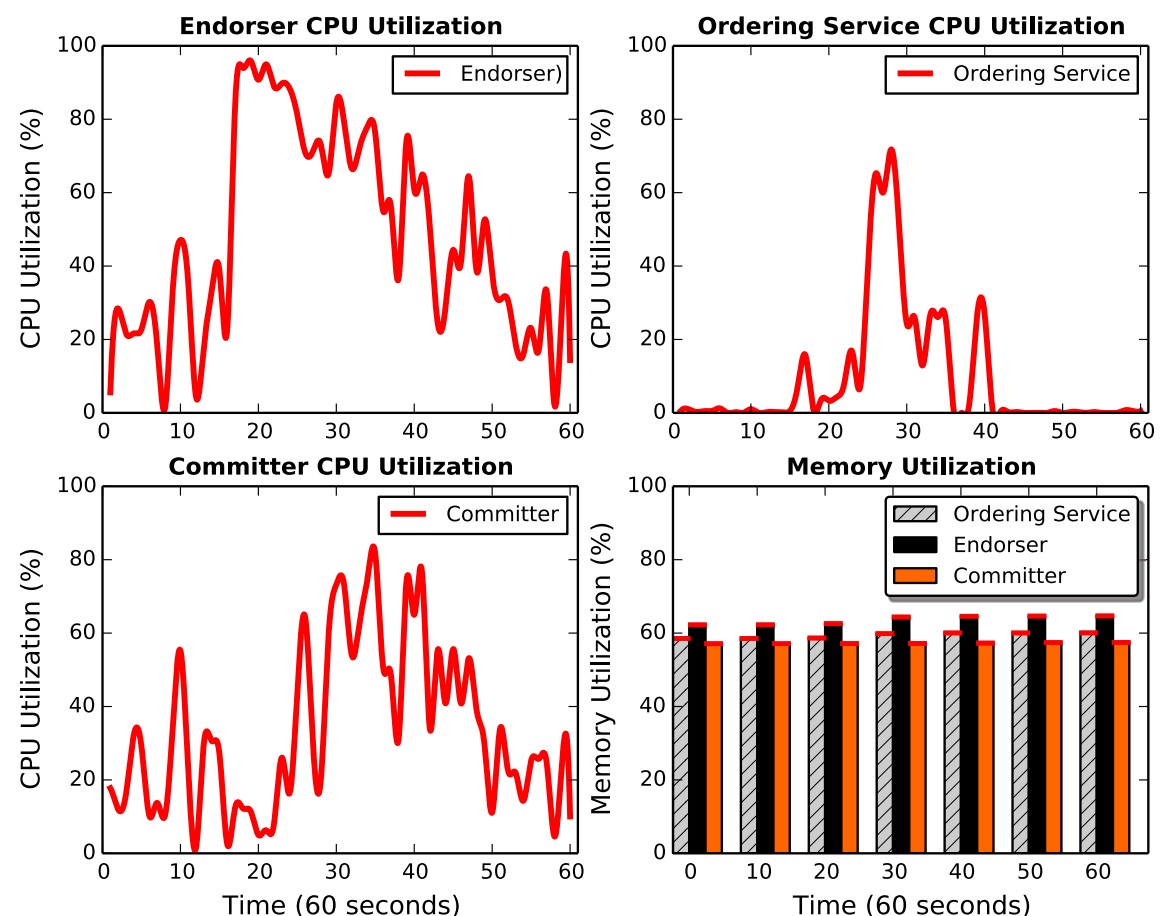 Endorser CPU Utilization
Ordering Service CPU Utilization
100
80
60
40
20
0
CPU Utilization (%)
Endorser)
0 10 20 30 40 50 60
100
80
60
40
20
0
CPU Utilization (%)
Ordering Service
0 10 20 30 40 50 60
Committer CPU Utilization
Memory Utilization
100
80
60
40
20
0
CPU Utilization (%)
Committer
0 10 20 30 40 50 60
Time (60 seconds)
100
80
60
40
20
0
Memory Utilization (%)
Ordering Service
Endorser
Committer
0 10 20 30 40 50 60
Time (60 seconds)